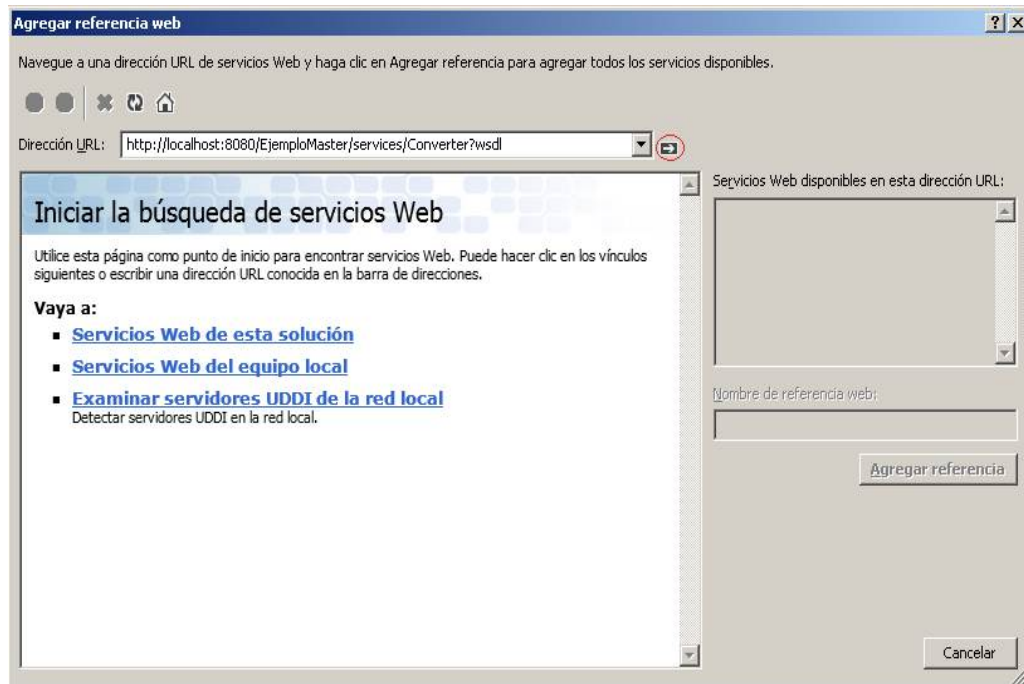 Agregar referencia web
Navegue a una dirección URL de servicios Web y haga clic en Agregar referencia para agregar todos los servicios disponibles.
Dirección URL: http://localhost:8080/EjemploMaster/services/Converter?wsdl
Iniciar la búsqueda de servicios Web
Utilice esta página como punto de inicio para encontrar servicios Web. Puede hacer clic en los vínculos
siguientes o escribir una dirección URL conocida en la barra de direcciones.
Vaya a:
Servicios Web de esta solución
Servicios Web del equipo local
Examinar servidores UDDI de la red local
Detectar servidores UDDI en la red local.
Servicios Web disponibles en esta dirección URL:
Nombre de referencia web:
Agregar referencia
Cancelar